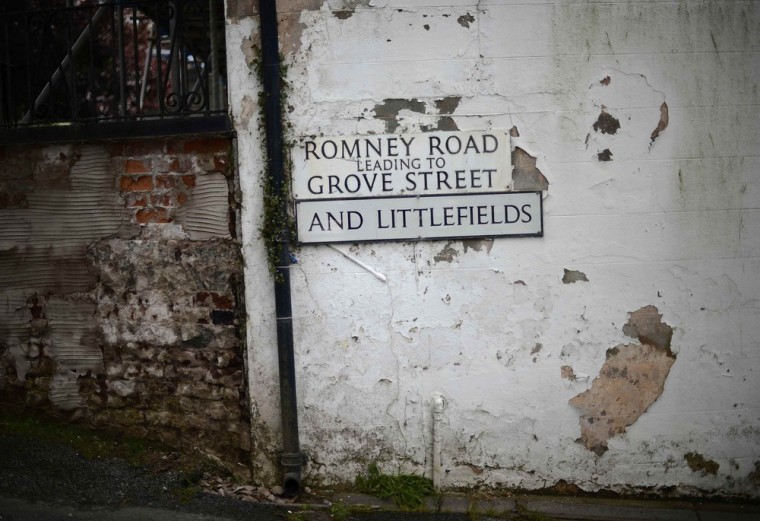 ROMNEY ROAD
LEADING TO
GROVE STREET
AND LITTLEFIELDS